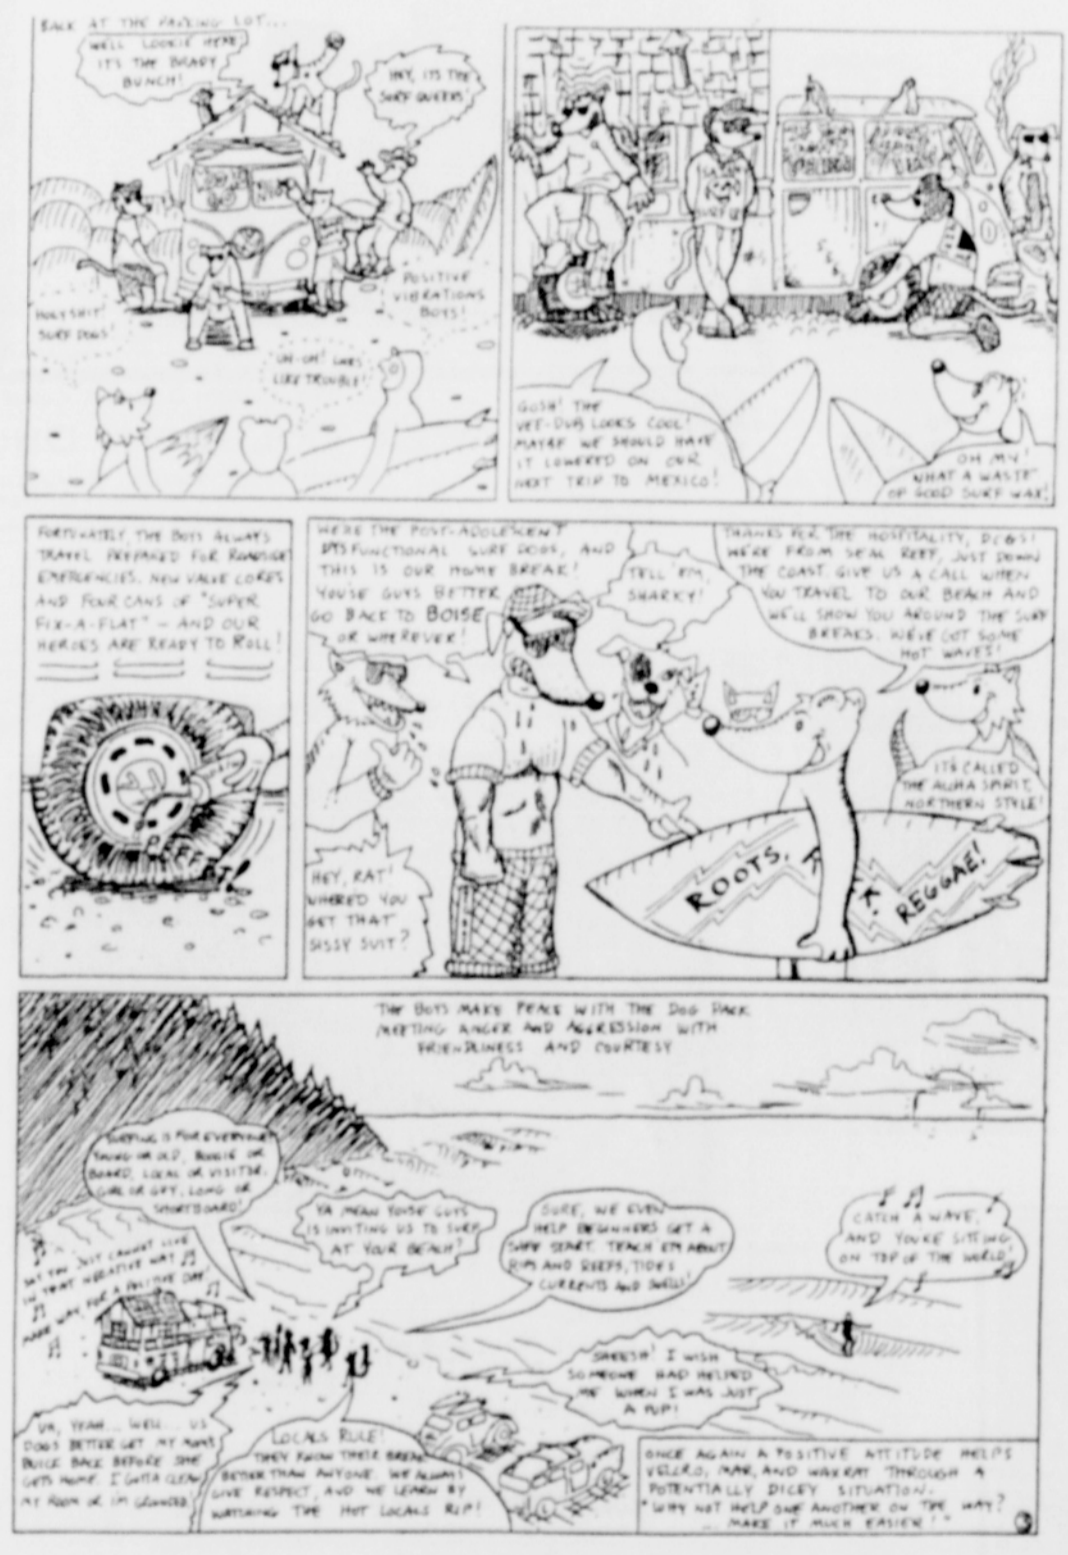 BACK AT THE PARKING LOT...
WELL LOOKIE HERE!
IT'S THE BRADY
BUNCH!
HEY, IT'S THE
SURF QUEERS!
HOLY SHIT!
SURF DOGS!
UH-OH! LOOKS
LIKE TROUBLE!
POSITIVE
VIBRATIONS
BOYS!
GOSH! THE
VEE-DUB LOOKS COOL!
MAYBE WE SHOULD HAVE
IT LOWERED ON OUR
NEXT TRIP TO MEXICO!
OH MY!
WHAT A WASTE
OF GOOD SURF WAX!
FORTUNATELY, THE BOYS ALWAYS
TRAVEL PREPARED FOR ROADSIDE
EMERGENCIES. NEW VALVE CORES
AND FOUR CANS OF "SUPER
FIX-A-FLAT" — AND OUR
HEROES ARE READY TO ROLL!
WE'RE THE POST-ADOLESCENT
DYSFUNCTIONAL SURF DOGS, AND
THIS IS OUR HOME BREAK!
YOUSE GUYS BETTER
GO BACK TO BOISE
OR WHEREVER!
TELL 'EM,
SHARKY!
THANKS FOR THE HOSPITALITY, DOGS!
WE'RE FROM SEAL REEF, JUST DOWN
THE COAST. GIVE US A CALL WHEN
YOU TRAVEL TO OUR BEACH AND
WE'LL SHOW YOU AROUND THE SURF
BREAKS. WE'VE GOT SOME
HOT WAVES!
IT'S CALLED
THE ALOHA SPIRIT,
NORTHERN STYLE!
HEY, RAT!
WHERE'D YOU
GET THAT
SISSY SUIT?
ROOTS,
REGGAE!
THE BOYS MAKE PEACE WITH THE DOG PACK
MEETING ANGER AND AGGRESSION WITH
FRIENDLINESS AND COURTESY
SURFING IS FOR EVERYONE!
YOUNG OR OLD, BOOGIE OR
BOARD, LOCAL OR VISITOR,
GIRL OR GUY, LONG OR
SHORTBOARD!
YA MEAN YOUSE GUYS
IS INVITING US TO SURF
AT YOUR BEACH?
SURE, WE EVEN
HELP BEGINNERS GET A
SAFE START. TEACH 'EM ABOUT
RIPS AND REEFS, TIDES
CURRENTS AND SWELLS!
CATCH A WAVE,
AND YOU'RE SITTING
ON TOP OF THE WORLD!
YOU JUST CANNOT LIVE
IN THAT NEGATIVE WAY
MAKE WAY FOR A POSITIVE DAY!
SHEESH! I WISH
SOMEONE HAD HELPED
ME WHEN I WAS JUST
A PUP!
UH, YEAH... WELL... US
DOGS BETTER GET MY MOM'S
BUICK BACK BEFORE SHE
GETS HOME. I GOTTA CLEAN
MY ROOM OR I'M GROUNDED!
LOCALS RULE!
THEY KNOW THEIR BREAK
BETTER THAN ANYONE. WE ALWAYS
GIVE RESPECT, AND WE LEARN BY
WATCHING THE HOT LOCALS RIP!
ONCE AGAIN A POSITIVE ATTITUDE HELPS
VELCRO, MAR, AND WAXRAT THROUGH A
POTENTIALLY DICEY SITUATION.
"WHY NOT HELP ONE ANOTHER ON THE WAY?
... MAKE IT MUCH EASIER!"